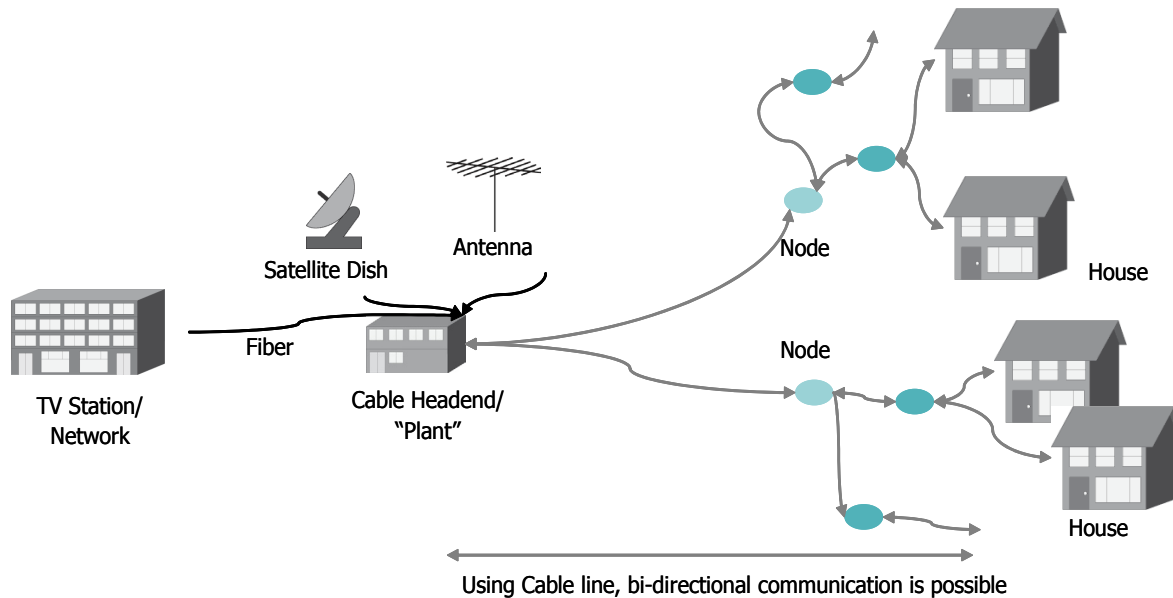 Node
House
Antenna
Satellite Dish
Fiber
TV Station/
Network
Cable Headend/
“Plant”
Node
House
Using Cable line, bi-directional communication is possible